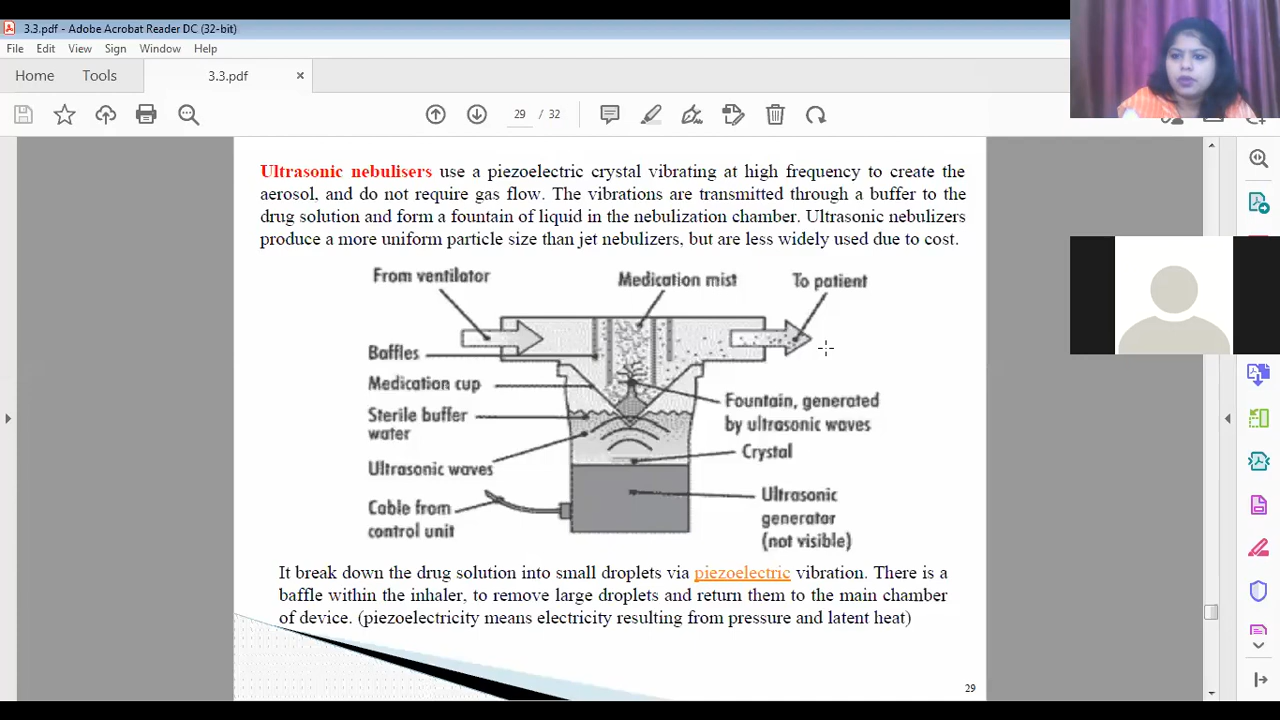 3.3.pdf - Adobe Acrobat Reader DC (32-bit)
File Edit View Sign Window Help
Home Tools 3.3.pdf ×
29 / 32
Ultrasonic nebulisers use a piezoelectric crystal vibrating at high frequency to create the
aerosol, and do not require gas flow. The vibrations are transmitted through a buffer to the
drug solution and form a fountain of liquid in the nebulization chamber. Ultrasonic nebulizers
produce a more uniform particle size than jet nebulizers, but are less widely used due to cost.
From ventilator
Medication mist
To patient
Baffles
Medication cup
Sterile buffer
water
Ultrasonic waves
Cable from
control unit
Fountain, generated
by ultrasonic waves
Crystal
Ultrasonic
generator
(not visible)
It break down the drug solution into small droplets via piezoelectric vibration. There is a
baffle within the inhaler, to remove large droplets and return them to the main chamber
of device. (piezoelectricity means electricity resulting from pressure and latent heat)
29